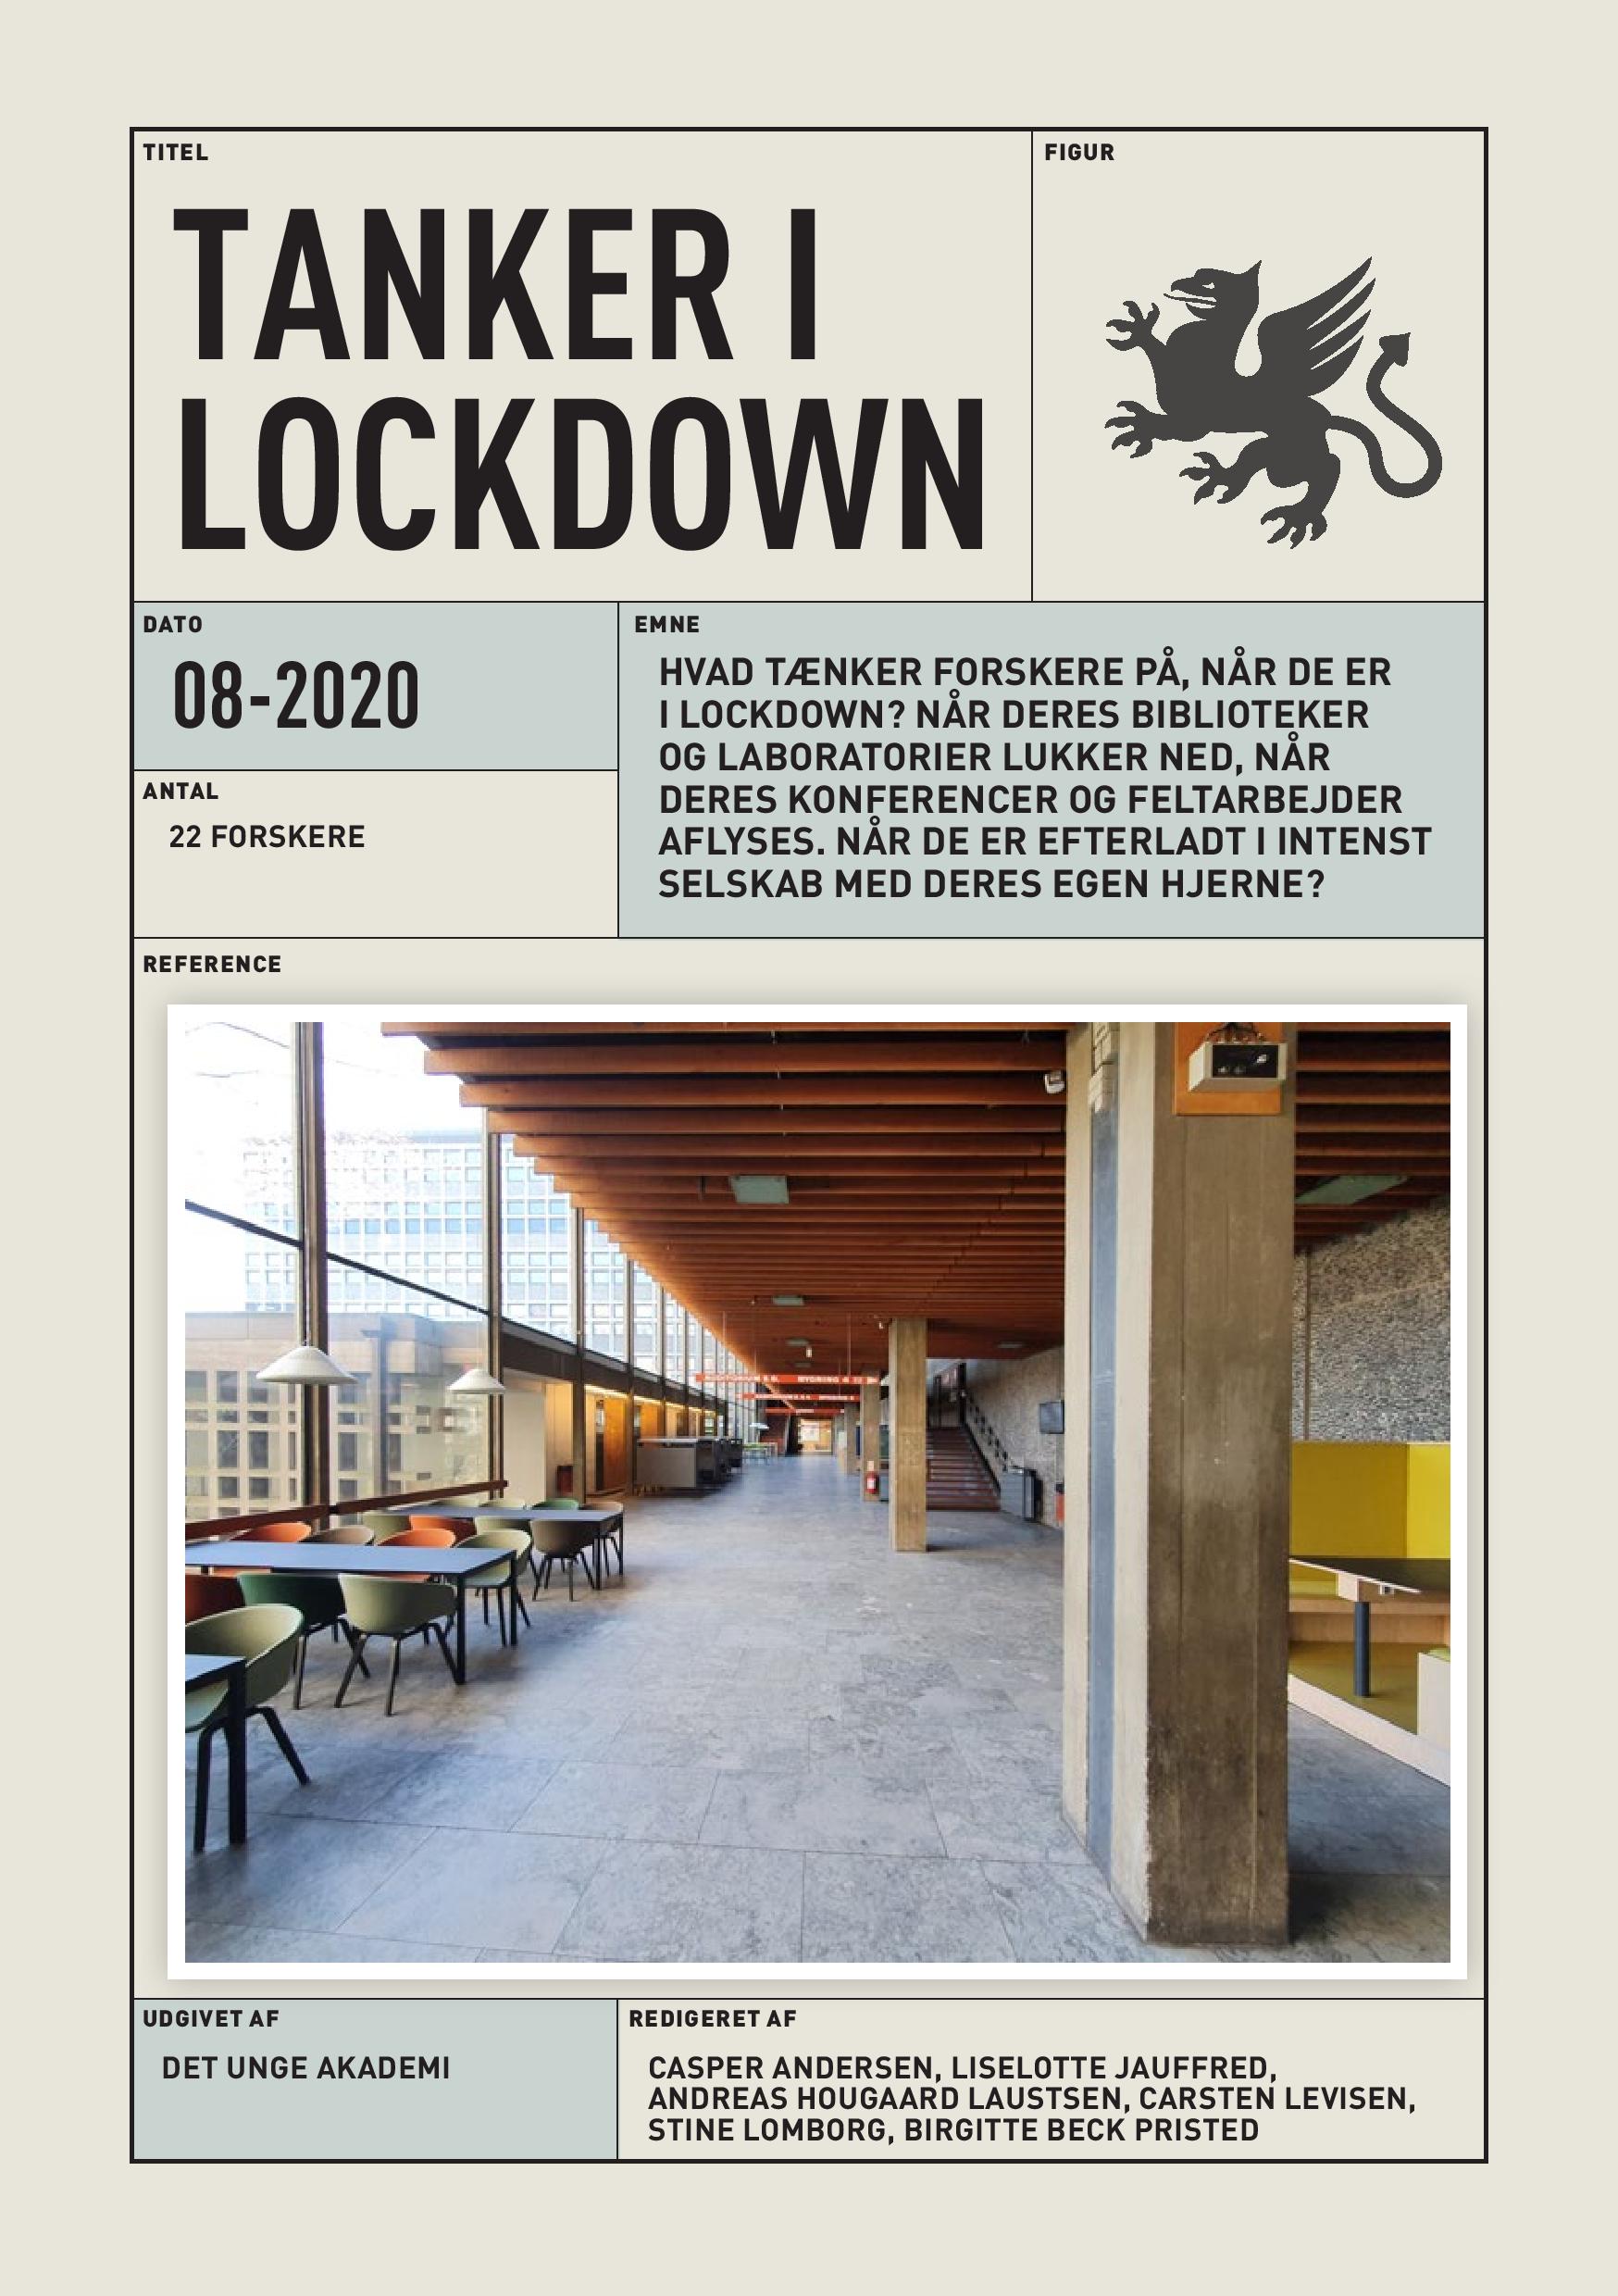 TITEL
TANKER I
LOCKDOWN
FIGUR
DATO
08-2020
ANTAL
22 FORSKERE
EMNE
HVAD TÆNKER FORSKERE PÅ, NÅR DE ER
I LOCKDOWN? NÅR DERES BIBLIOTEKER
OG LABORATORIER LUKKER NED, NÅR
DERES KONFERENCER OG FELTARBEJDER
AFLYSES. NÅR DE ER EFTERLADT I INTENST
SELSKAB MED DERES EGEN HJERNE?
REFERENCE
UDGIVET AF
DET UNGE AKADEMI
REDIGERET AF
CASPER ANDERSEN, LISELOTTE JAUFFRED,
ANDREAS HOUGAARD LAUSTSEN, CARSTEN LEVISEN,
STINE LOMBORG, BIRGITTE BECK PRISTED